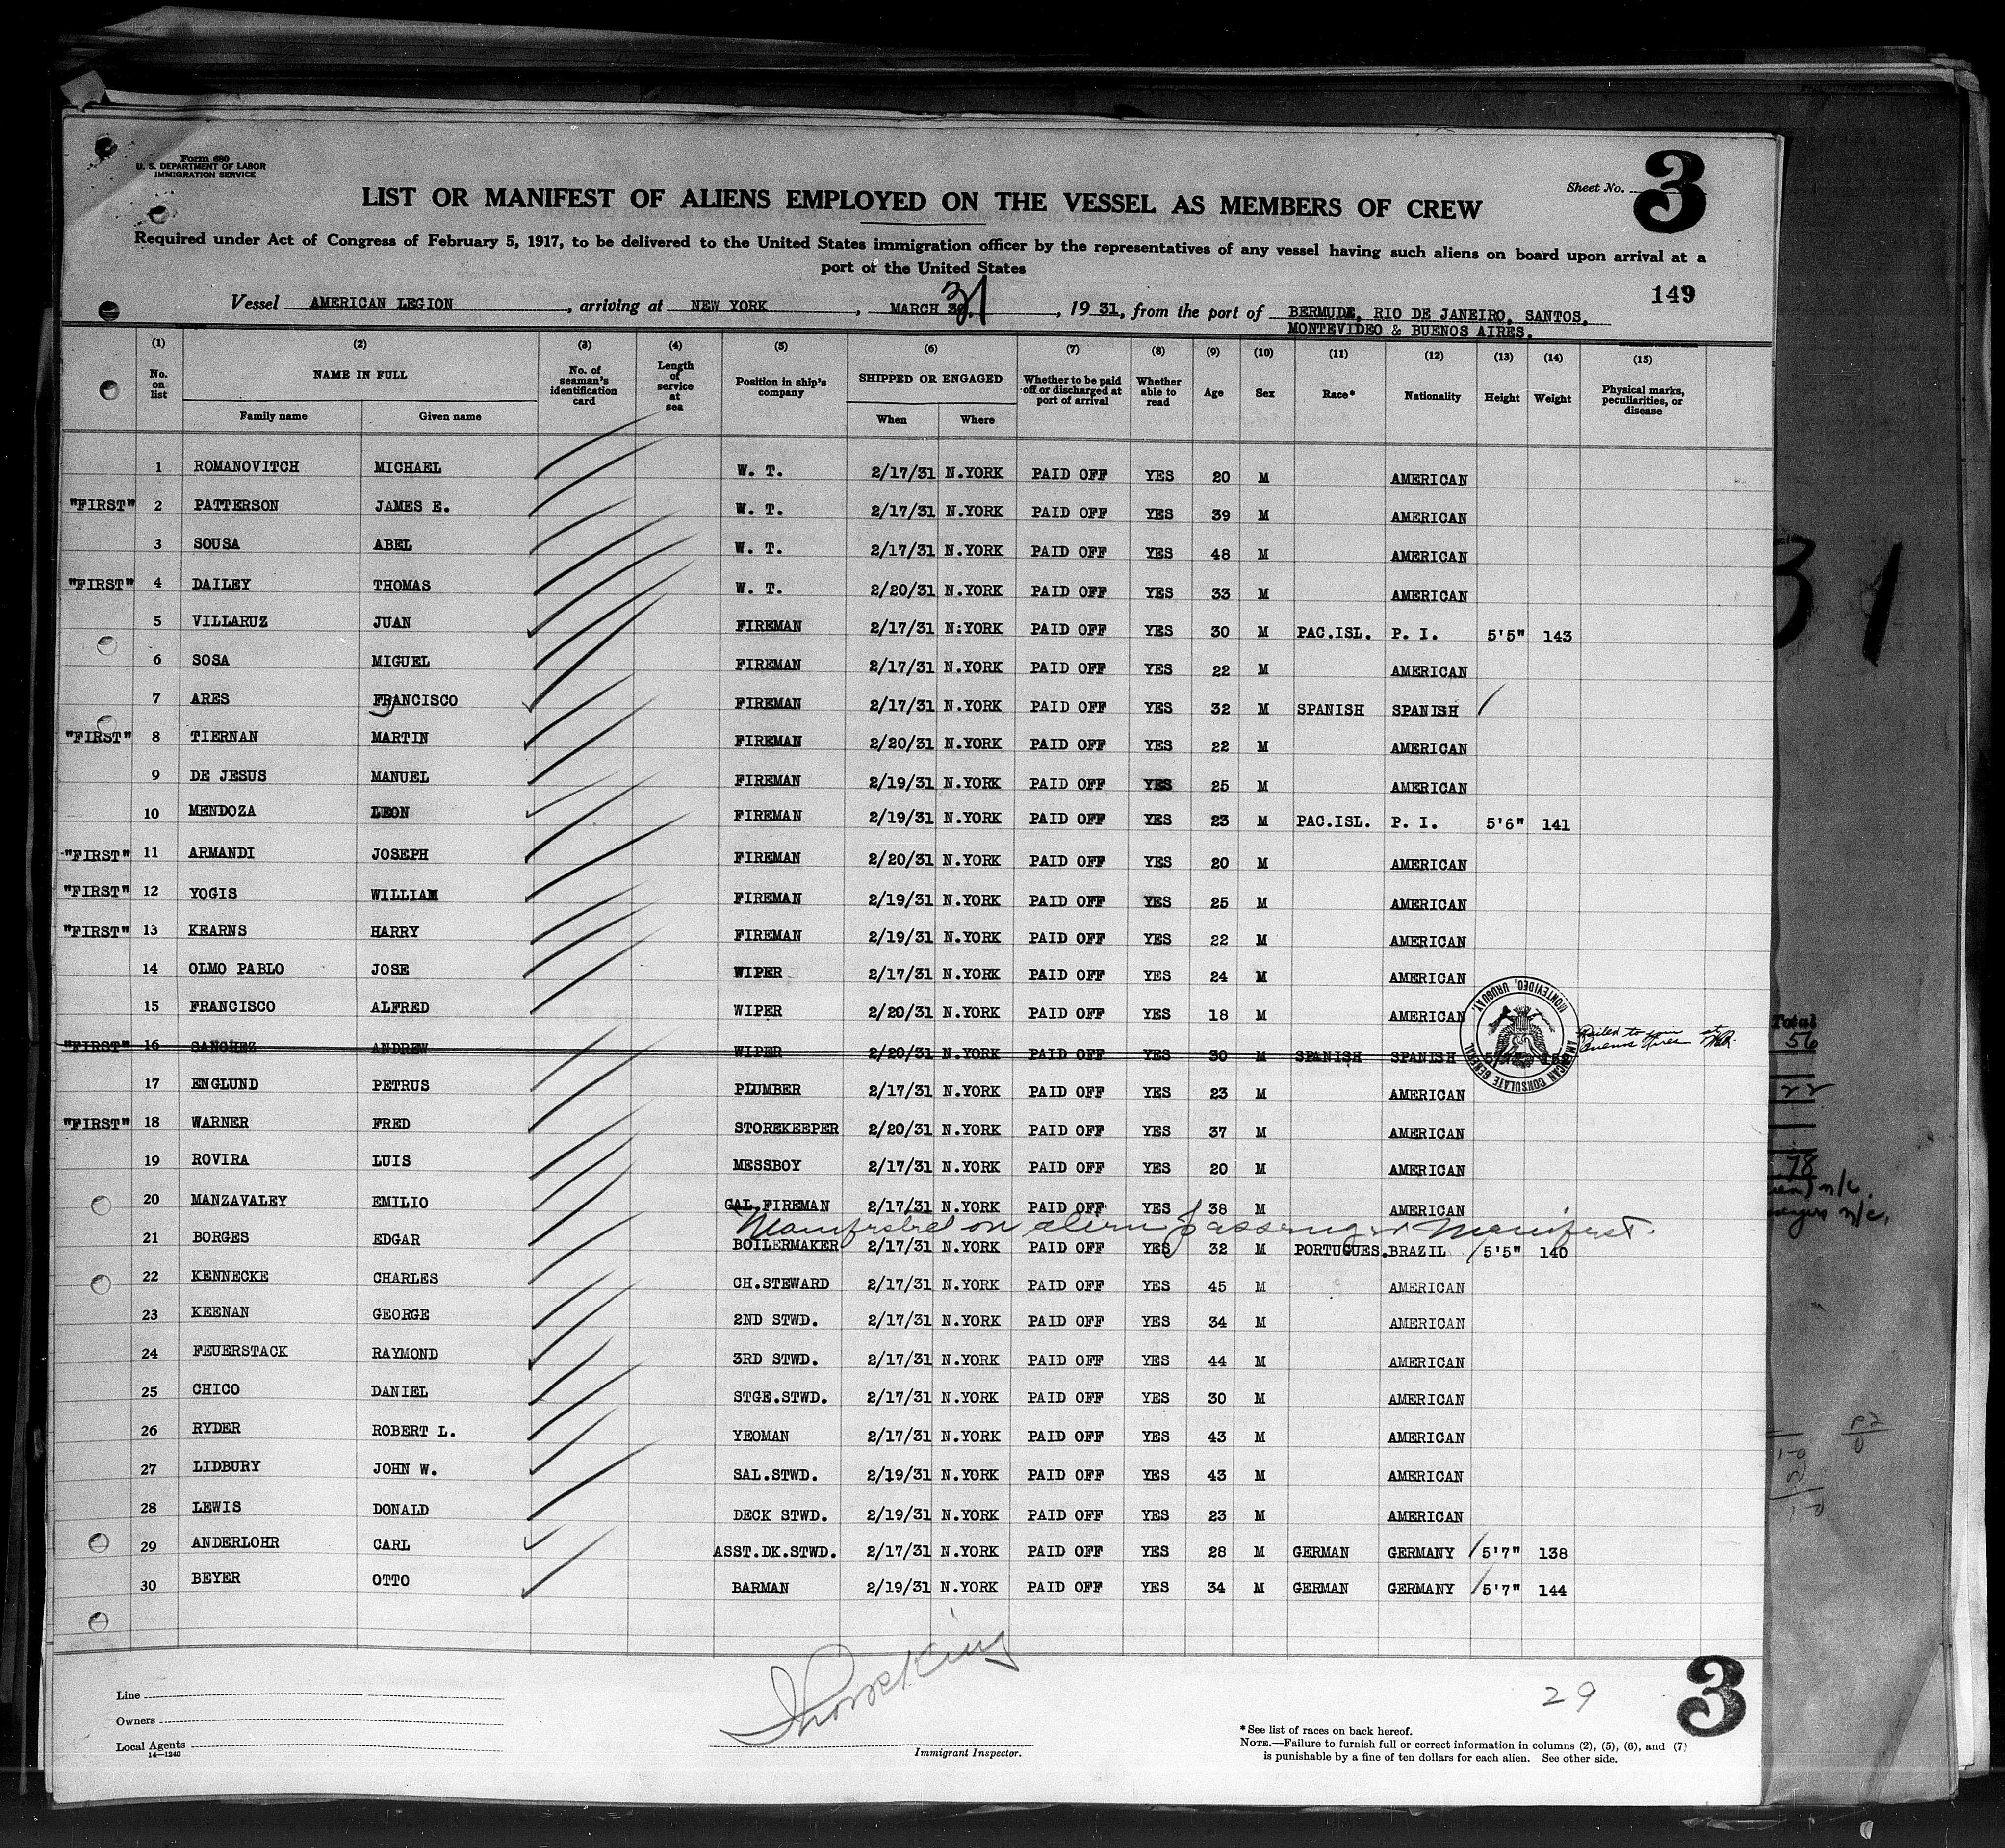 Form 680
U. S. DEPARTMENT OF LABOR
IMMIGRATION SERVICE
Sheet No. 3
LIST OR MANIFEST OF ALIENS EMPLOYED ON THE VESSEL AS MEMBERS OF CREW
Required under Act of Congress of February 5, 1917, to be delivered to the United States immigration officer by the representatives of any vessel having such aliens on board upon arrival at a
port of the United States
149
Vessel AMERICAN LEGION, arriving at NEW YORK, MARCH 31, 1931, from the port of BERMUDE, RIO DE JANEIRO, SANTOS,
MONTEVIDEO & BUENOS AIRES.
(1) (2) (3) (4) (5) (6) (7) (8) (9) (10) (11) (12) (13) (14) (15)
No. on list NAME IN FULL Family name Given name No. of seaman's identification card Length of service at sea Position in ship's company SHIPPED OR ENGAGED When Where Whether to be paid off or discharged at port of arrival Whether able to read Age Sex Race* Nationality Height Weight Physical marks, peculiarities, or disease
1 ROMANOVITCH MICHAEL W. T. 2/17/31 N.YORK PAID OFF YES 20 M AMERICAN
"FIRST" 2 PATTERSON JAMES E. W. T. 2/17/31 N.YORK PAID OFF YES 39 M AMERICAN
3 SOUSA ABEL W. T. 2/17/31 N.YORK PAID OFF YES 48 M AMERICAN
"FIRST" 4 DAILEY THOMAS W. T. 2/20/31 N.YORK PAID OFF YES 33 M AMERICAN
5 VILLARUZ JUAN FIREMAN 2/17/31 N:YORK PAID OFF YES 30 M PAC.ISL. P. I. 5'5" 143
6 SOSA MIGUEL FIREMAN 2/17/31 N.YORK PAID OFF YES 22 M AMERICAN
7 ARES FRANCISCO FIREMAN 2/17/31 N.YORK PAID OFF YES 32 M SPANISH SPANISH
"FIRST" 8 TIERNAN MARTIN FIREMAN 2/20/31 N.YORK PAID OFF YES 22 M AMERICAN
9 DE JESUS MANUEL FIREMAN 2/19/31 N.YORK PAID OFF YES 25 M AMERICAN
10 MENDOZA LEON FIREMAN 2/19/31 N.YORK PAID OFF YES 23 M PAC.ISL. P. I. 5'6" 141
"FIRST" 11 ARMANDI JOSEPH FIREMAN 2/20/31 N.YORK PAID OFF YES 20 M AMERICAN
"FIRST" 12 YOGIS WILLIAM FIREMAN 2/19/31 N.YORK PAID OFF YES 25 M AMERICAN
"FIRST" 13 KEARNS HARRY FIREMAN 2/19/31 N.YORK PAID OFF YES 22 M AMERICAN
14 OLMO PABLO JOSE WIPER 2/17/31 N.YORK PAID OFF YES 24 M AMERICAN
15 FRANCISCO ALFRED WIPER 2/20/31 N.YORK PAID OFF YES 18 M AMERICAN
AMERICAN CONSULATE GENERAL MONTEVIDEO, URUGUAY.
Failed to join at
Buenos Aires
"FIRST" 16 SANCHEZ ANDREW WIPER 2/20/31 N.YORK PAID OFF YES 30 M SPANISH SPANISH
17 ENGLUND PETRUS PLUMBER 2/17/31 N.YORK PAID OFF YES 23 M AMERICAN
"FIRST" 18 WARNER FRED STOREKEEPER 2/20/31 N.YORK PAID OFF YES 37 M AMERICAN
19 ROVIRA LUIS MESSBOY 2/17/31 N.YORK PAID OFF YES 20 M AMERICAN
20 MANZAVALEY EMILIO GAL.FIREMAN 2/17/31 N.YORK PAID OFF YES 38 M AMERICAN
Manifested on alien passenger Manifest.
21 BORGES EDGAR BOILERMAKER 2/17/31 N.YORK PAID OFF YES 32 M PORTUGUES. BRAZIL 5'5" 140
22 KENNECKE CHARLES CH.STEWARD 2/17/31 N.YORK PAID OFF YES 45 M AMERICAN
23 KEENAN GEORGE 2ND STWD. 2/17/31 N.YORK PAID OFF YES 34 M AMERICAN
24 FEUERSTACK RAYMOND 3RD STWD. 2/17/31 N.YORK PAID OFF YES 44 M AMERICAN
25 CHICO DANIEL STGE.STWD. 2/17/31 N.YORK PAID OFF YES 30 M AMERICAN
26 RYDER ROBERT L. YEOMAN 2/17/31 N.YORK PAID OFF YES 43 M AMERICAN
27 LIDBURY JOHN W. SAL.STWD. 2/19/31 N.YORK PAID OFF YES 43 M AMERICAN
28 LEWIS DONALD DECK STWD. 2/19/31 N.YORK PAID OFF YES 23 M AMERICAN
29 ANDERLOHR CARL ASST.DK.STWD. 2/17/31 N.YORK PAID OFF YES 28 M GERMAN GERMANY 5'7" 138
30 BEYER OTTO BARMAN 2/19/31 N.YORK PAID OFF YES 34 M GERMAN GERMANY 5'7" 144
Line
Owners
Local Agents
14—1240
Immigrant Inspector.
29
3
*See list of races on back hereof.
NOTE.—Failure to furnish full or correct information in columns (2), (5), (6), and (7)
is punishable by a fine of ten dollars for each alien. See other side.
31
Total
56
22
78
n/c.
n/c.